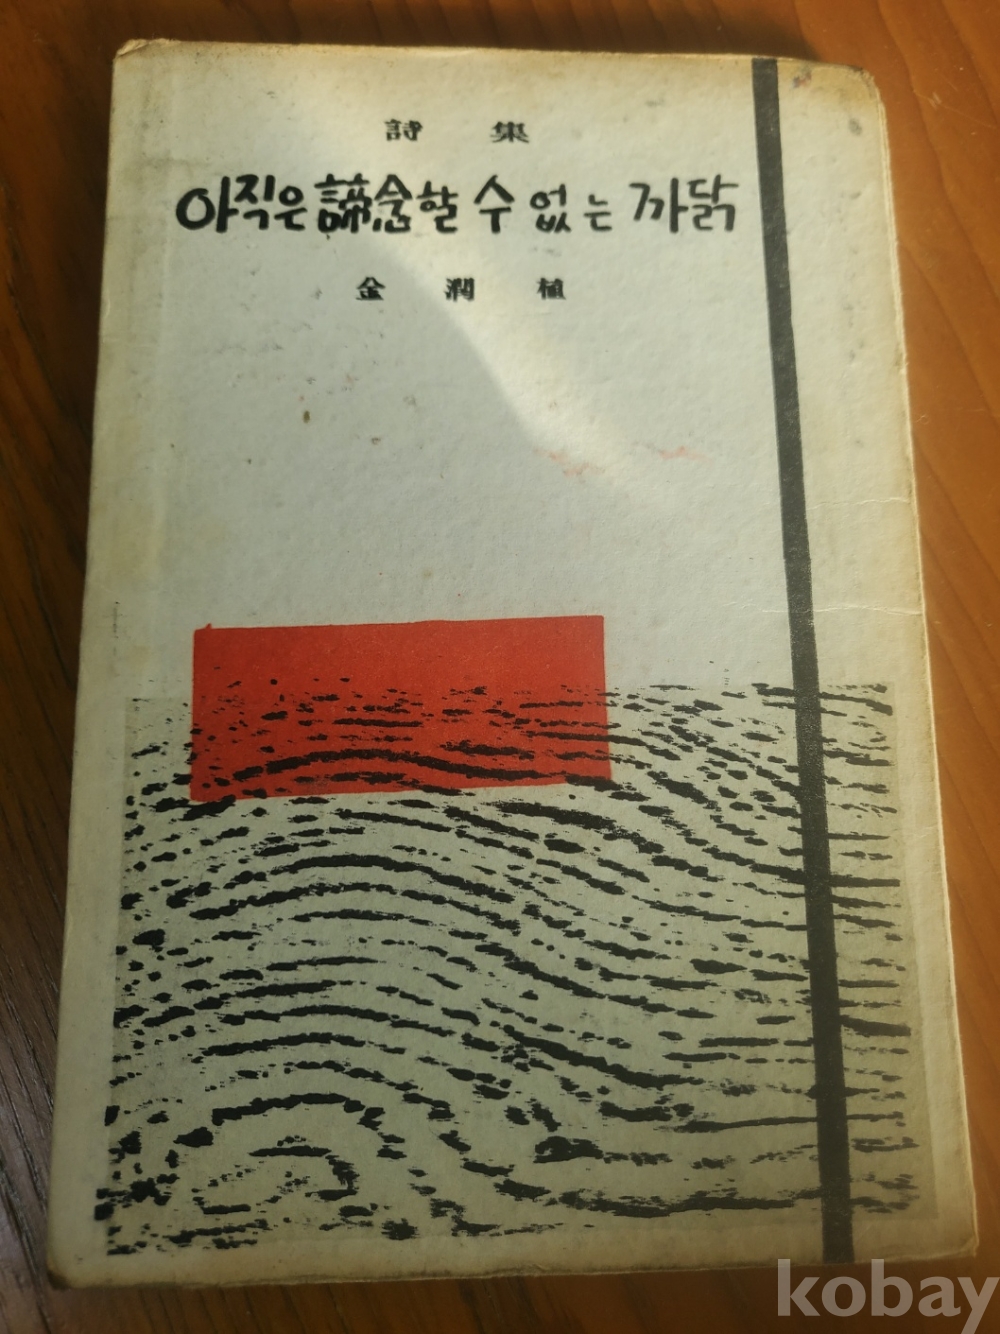 詩 集
아직은 諦念할 수 없는 까닭
金 潤 植
kobay